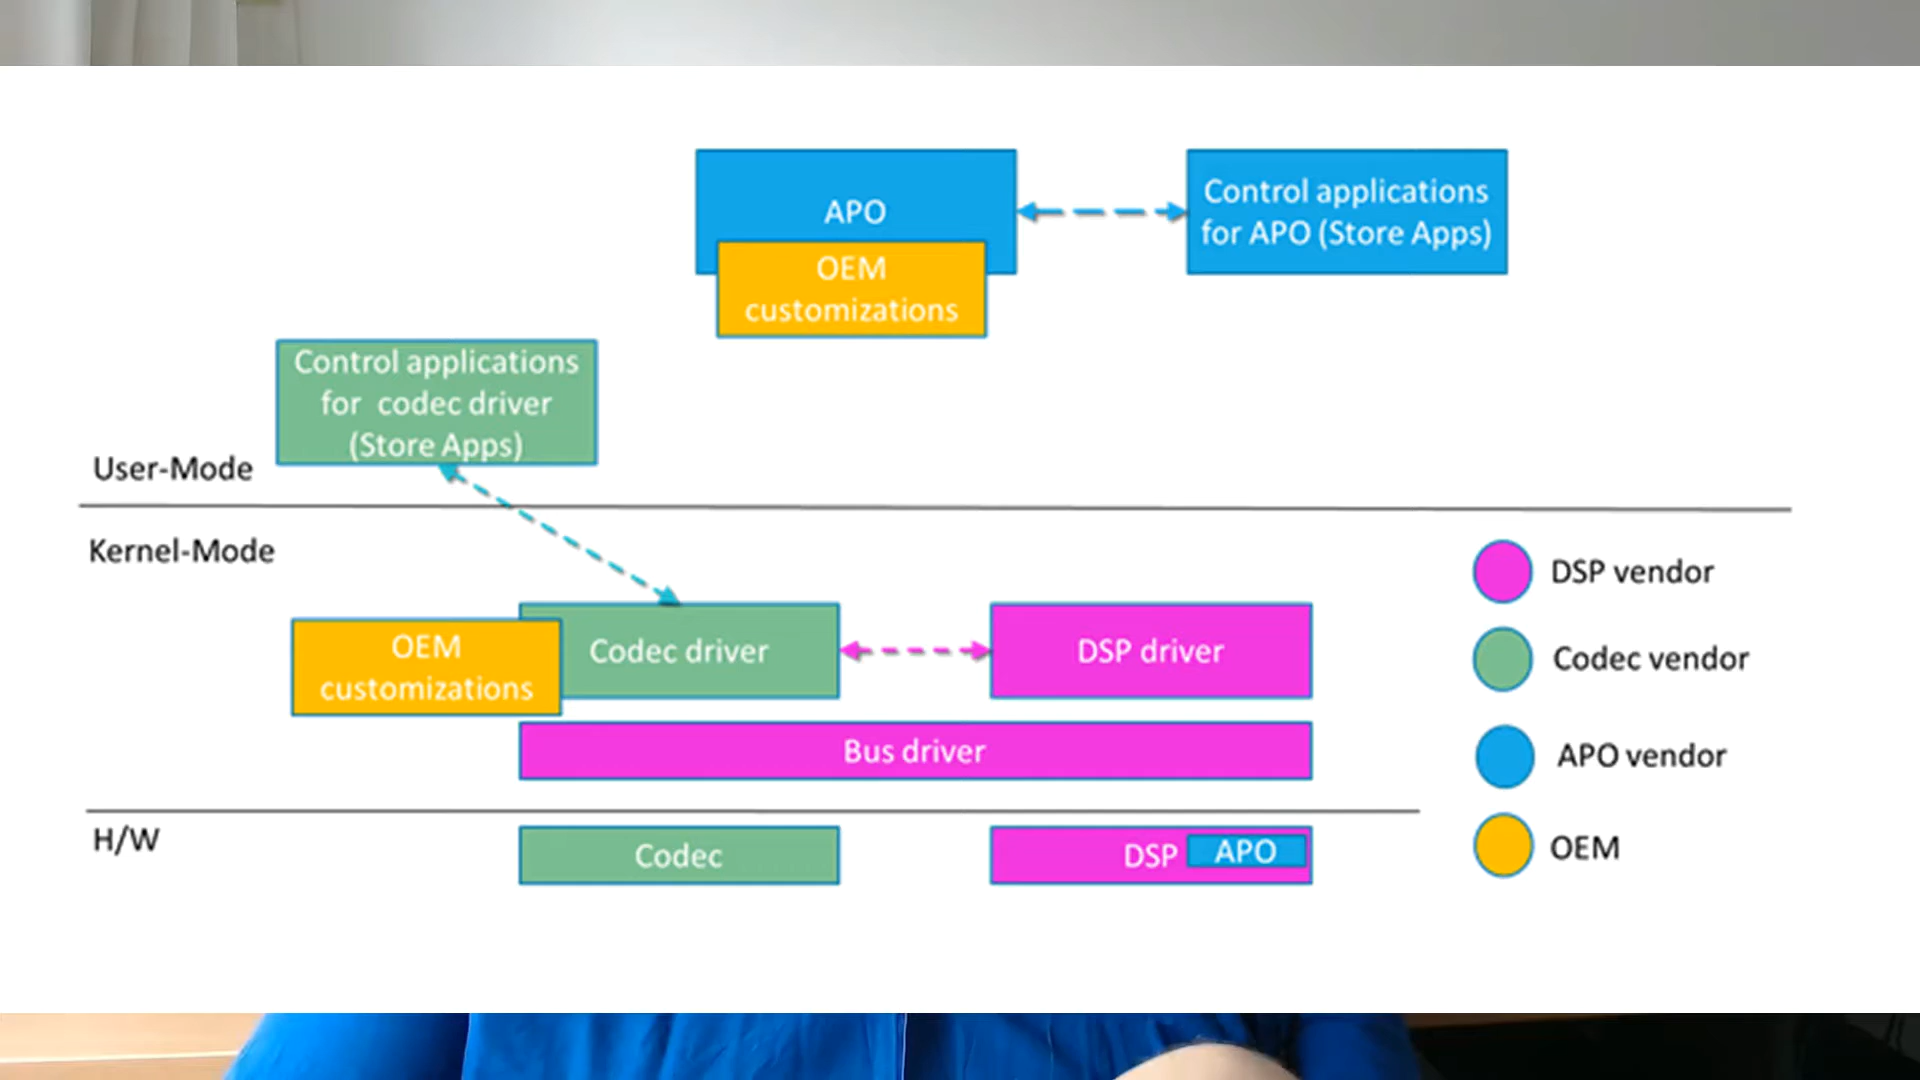 APO
Control applications
for APO (Store Apps)
OEM
customizations
Control applications
for codec driver
(Store Apps)
User-Mode
Kernel-Mode
OEM
customizations
Codec driver
DSP driver
Bus driver
H/W
Codec
DSP
APO
DSP vendor
Codec vendor
APO vendor
OEM